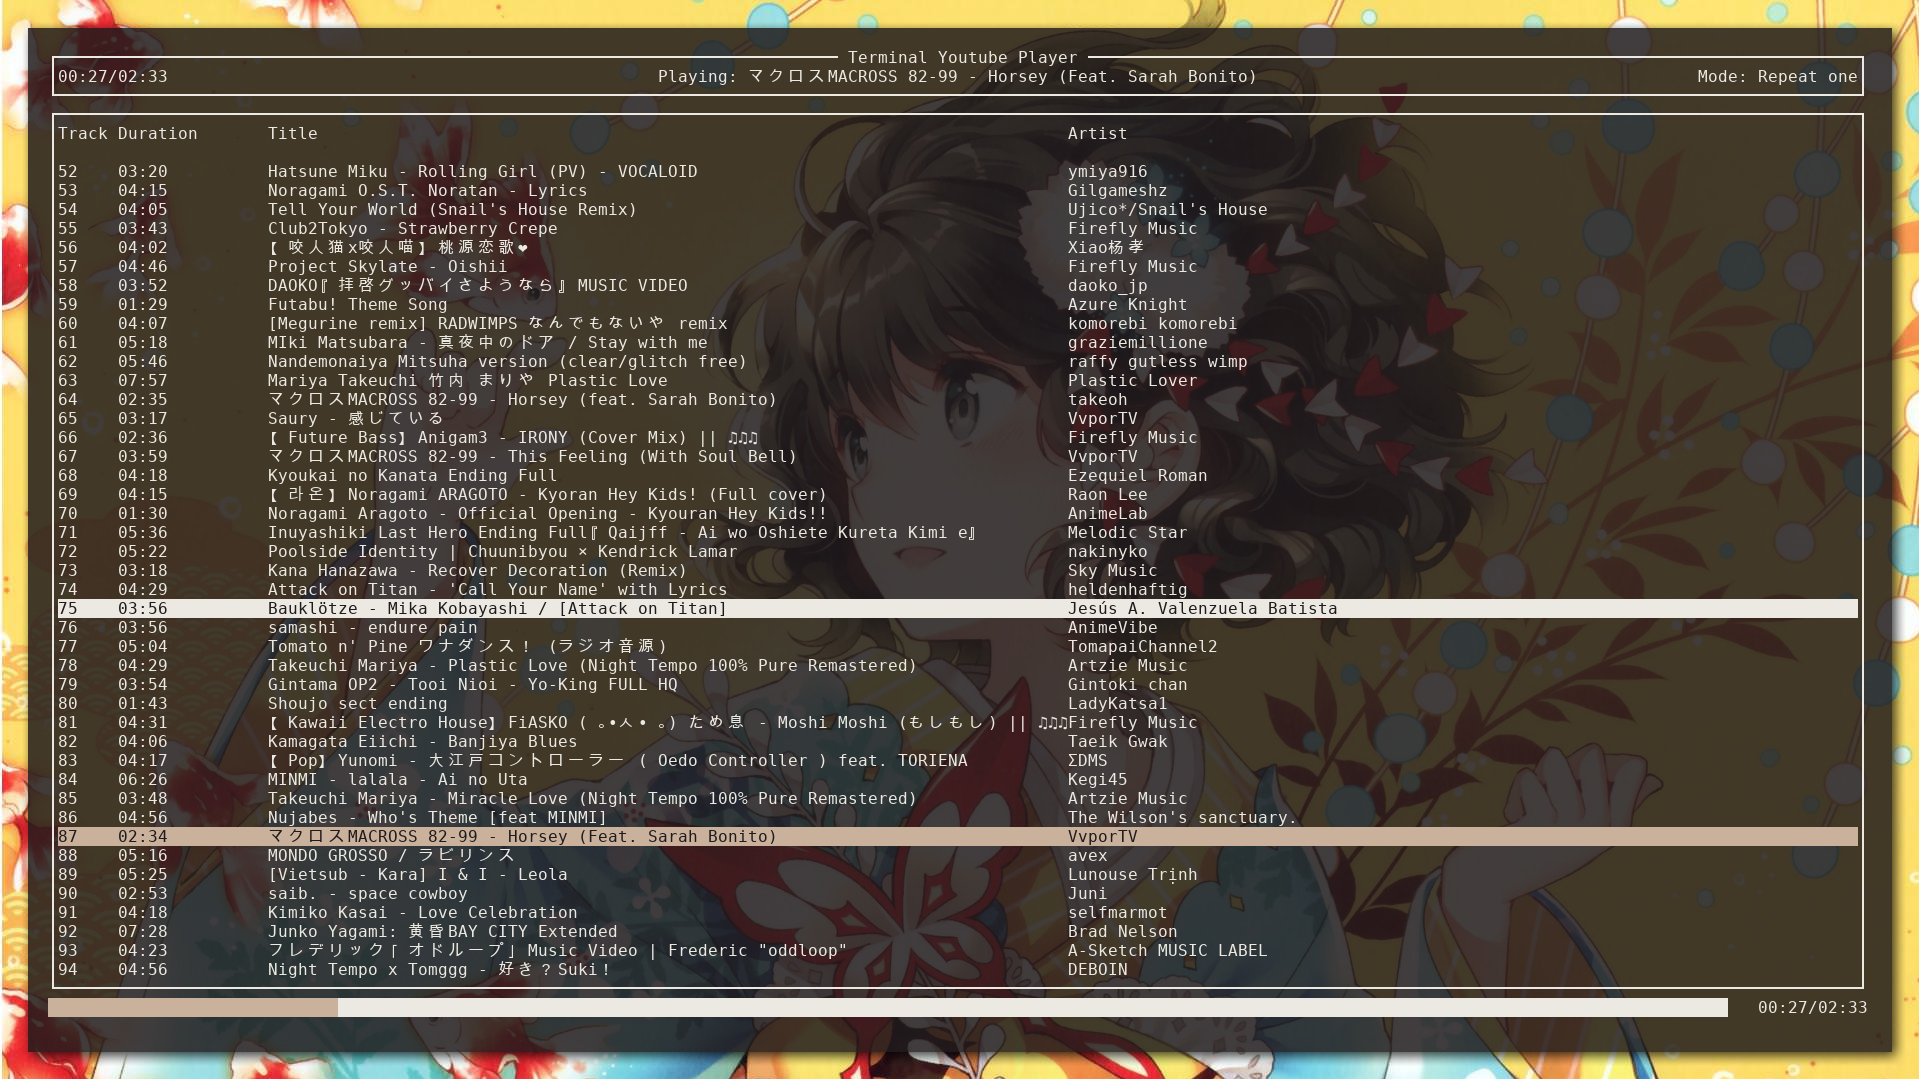 Terminal Youtube Player
00:27/02:33 Playing: マクロスMACROSS 82-99 - Horsey (Feat. Sarah Bonito) Mode: Repeat one
Track Duration Title Artist
52 03:20 Hatsune Miku - Rolling Girl (PV) - VOCALOID ymiya916
53 04:15 Noragami O.S.T. Noratan - Lyrics Gilgameshz
54 04:05 Tell Your World (Snail's House Remix) Ujico*/Snail's House
55 03:43 Club2Tokyo - Strawberry Crepe Firefly Music
56 04:02 【咬人猫x咬人喵】桃源恋歌❤ Xiao杨孝
57 04:46 Project Skylate - Oishii Firefly Music
58 03:52 DAOKO『拝啓グッバイさようなら』MUSIC VIDEO daoko_jp
59 01:29 Futabu! Theme Song Azure Knight
60 04:07 [Megurine remix] RADWIMPS なんでもないや remix komorebi komorebi
61 05:18 MIki Matsubara - 真夜中のドア / Stay with me graziemillione
62 05:46 Nandemonaiya Mitsuha version (clear/glitch free) raffy gutless wimp
63 07:57 Mariya Takeuchi 竹内 まりや Plastic Love Plastic Lover
64 02:35 マクロスMACROSS 82-99 - Horsey (feat. Sarah Bonito) takeoh
65 03:17 Saury - 感じている VvporTV
66 02:36 【Future Bass】Anigam3 - IRONY (Cover Mix) || ♫♫♫ Firefly Music
67 03:59 マクロスMACROSS 82-99 - This Feeling (With Soul Bell) VvporTV
68 04:18 Kyoukai no Kanata Ending Full Ezequiel Roman
69 04:15 【라온】Noragami ARAGOTO - Kyoran Hey Kids! (Full cover) Raon Lee
70 01:30 Noragami Aragoto - Official Opening - Kyouran Hey Kids!! AnimeLab
71 05:36 Inuyashiki Last Hero Ending Full『Qaijff - Ai wo Oshiete Kureta Kimi e』 Melodic Star
72 05:22 Poolside Identity | Chuunibyou × Kendrick Lamar nakinyko
73 03:18 Kana Hanazawa - Recover Decoration (Remix) Sky Music
74 04:29 Attack on Titan - 'Call Your Name' with Lyrics heldenhaftig
75 03:56 Bauklötze - Mika Kobayashi / [Attack on Titan] Jesús A. Valenzuela Batista
76 03:56 samashi - endure pain AnimeVibe
77 05:04 Tomato n' Pine ワナダンス！ (ラジオ音源) TomapaiChannel2
78 04:29 Takeuchi Mariya - Plastic Love (Night Tempo 100% Pure Remastered) Artzie Music
79 03:54 Gintama OP2 - Tooi Nioi - Yo-King FULL HQ Gintoki chan
80 01:43 Shoujo sect ending LadyKatsa1
81 04:31 【Kawaii Electro House】FiASKO ( ｡•ㅅ•｡) ため息 - Moshi Moshi (もしもし) || ♫♫♫Firefly Music
82 04:06 Kamagata Eiichi - Banjiya Blues Taeik Gwak
83 04:17 【Pop】Yunomi - 大江戸コントローラー ( Oedo Controller ) feat. TORIENA ΣDMS
84 06:26 MINMI - lalala - Ai no Uta Kegi45
85 03:48 Takeuchi Mariya - Miracle Love (Night Tempo 100% Pure Remastered) Artzie Music
86 04:56 Nujabes - Who's Theme [feat MINMI] The Wilson's sanctuary.
87 02:34 マクロスMACROSS 82-99 - Horsey (Feat. Sarah Bonito) VvporTV
88 05:16 MONDO GROSSO / ラビリンス avex
89 05:25 [Vietsub - Kara] I & I - Leola Lunouse Trịnh
90 02:53 saib. - space cowboy Juni
91 04:18 Kimiko Kasai - Love Celebration selfmarmot
92 07:28 Junko Yagami: 黄昏BAY CITY Extended Brad Nelson
93 04:23 フレデリック「オドループ」Music Video | Frederic "oddloop" A-Sketch MUSIC LABEL
94 04:56 Night Tempo x Tomggg - 好き？Suki！ DEBOIN
00:27/02:33